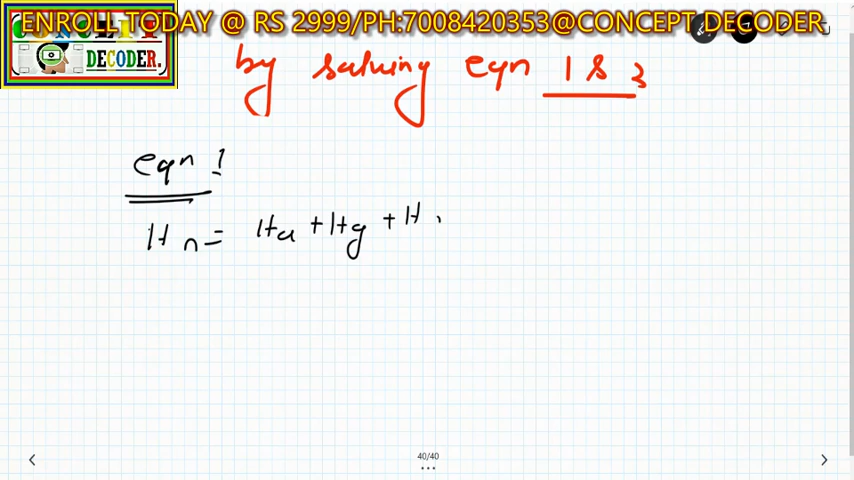 ENROLL TODAY @ RS 2999/PH:7008420353@CONCEPT DECODER
DECODER.
by solving eqn 1 & 3
eqn 1
Hn = Ha + Hg + H
40/40